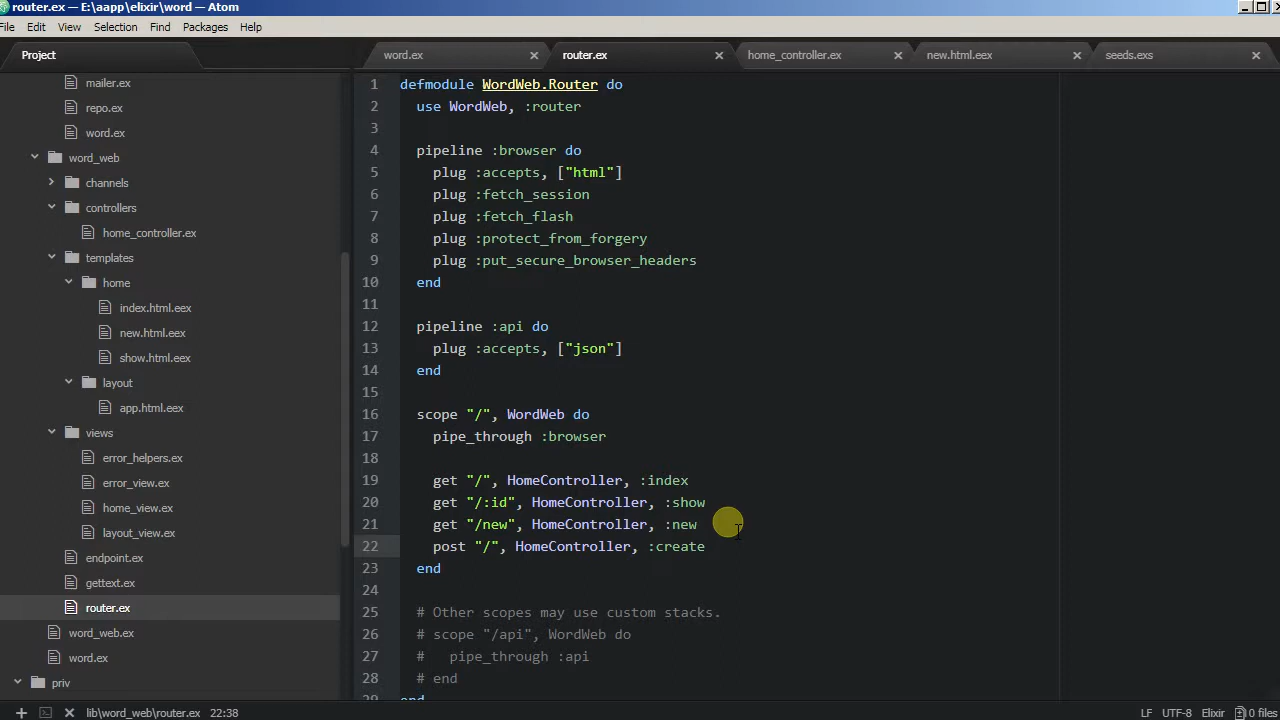 router.ex — E:\aapp\elixir\word — Atom
File Edit View Selection Find Packages Help
Project
word.ex router.ex home_controller.ex new.html.eex seeds.exs
mailer.ex
repo.ex
word.ex
word_web
channels
controllers
home_controller.ex
templates
home
index.html.eex
new.html.eex
show.html.eex
layout
app.html.eex
views
error_helpers.ex
error_view.ex
home_view.ex
layout_view.ex
endpoint.ex
gettext.ex
router.ex
word_web.ex
word.ex
priv
1 defmodule WordWeb.Router do
2 use WordWeb, :router
3
4 pipeline :browser do
5 plug :accepts, ["html"]
6 plug :fetch_session
7 plug :fetch_flash
8 plug :protect_from_forgery
9 plug :put_secure_browser_headers
10 end
11
12 pipeline :api do
13 plug :accepts, ["json"]
14 end
15
16 scope "/", WordWeb do
17 pipe_through :browser
18
19 get "/", HomeController, :index
20 get "/:id", HomeController, :show
21 get "/new", HomeController, :new
22 post "/", HomeController, :create
23 end
24
25 # Other scopes may use custom stacks.
26 # scope "/api", WordWeb do
27 #   pipe_through :api
28 # end
29 end
lib\word_web\router.ex 22:38 LF UTF-8 Elixir 0 files